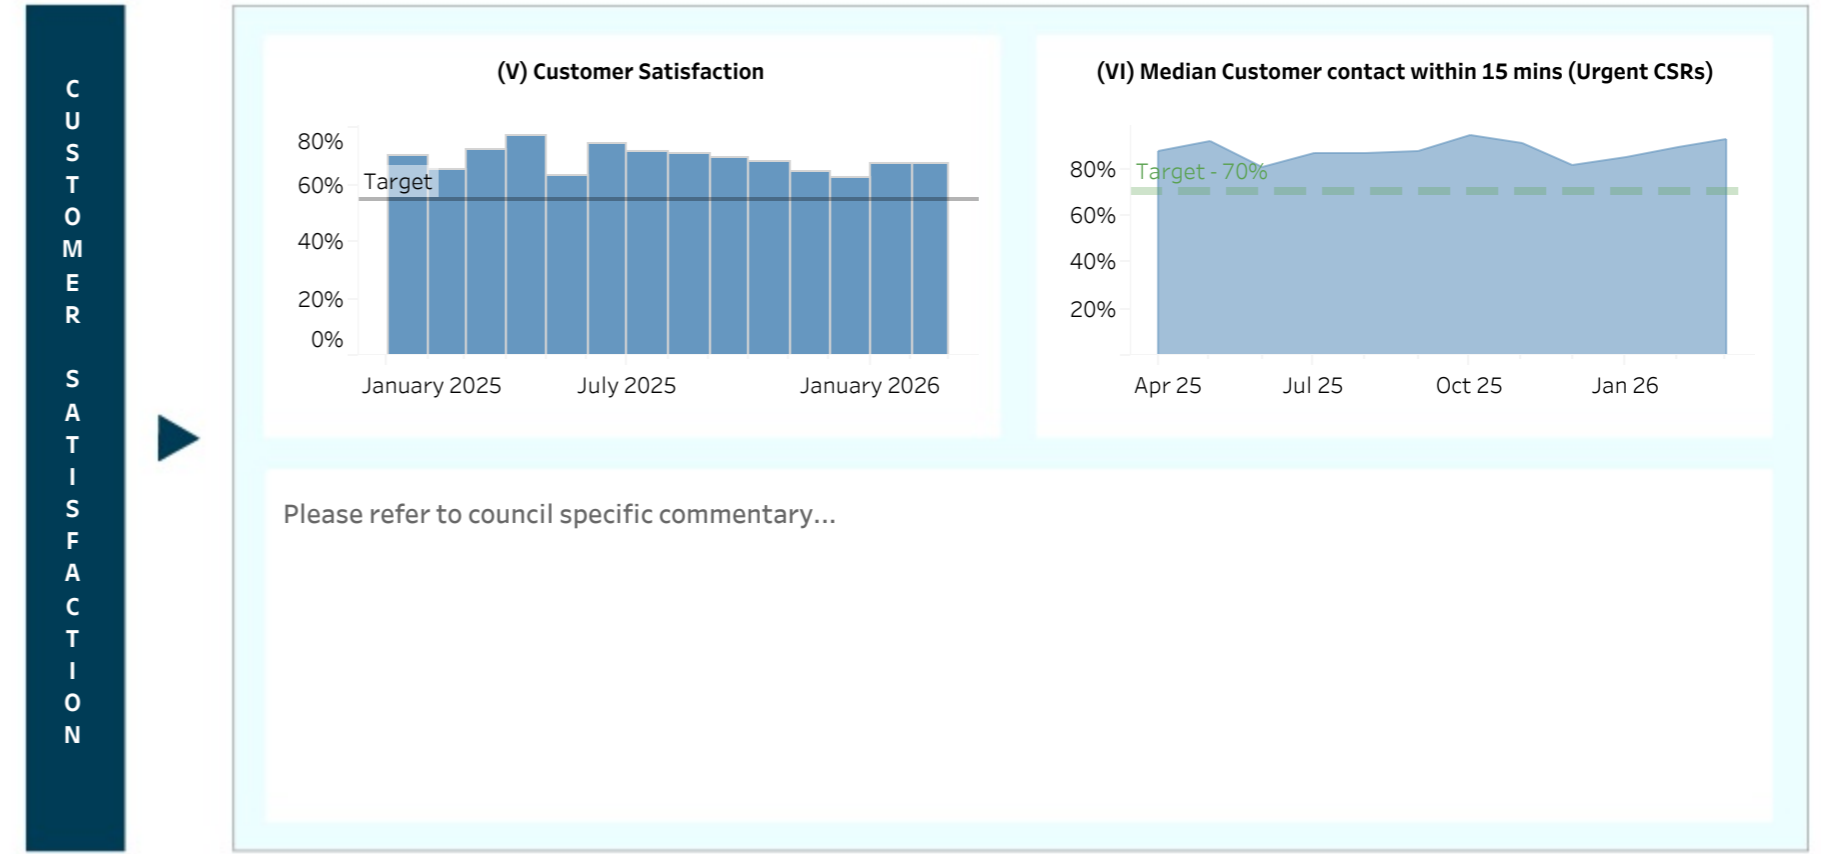 CUSTOMER SATISFACTION
(V) Customer Satisfaction
80%
60%
40%
20%
0%
Target
January 2025
July 2025
January 2026
(VI) Median Customer contact within 15 mins (Urgent CSRs)
80%
60%
40%
20%
Target - 70%
Apr 25
Jul 25
Oct 25
Jan 26
Please refer to council specific commentary...